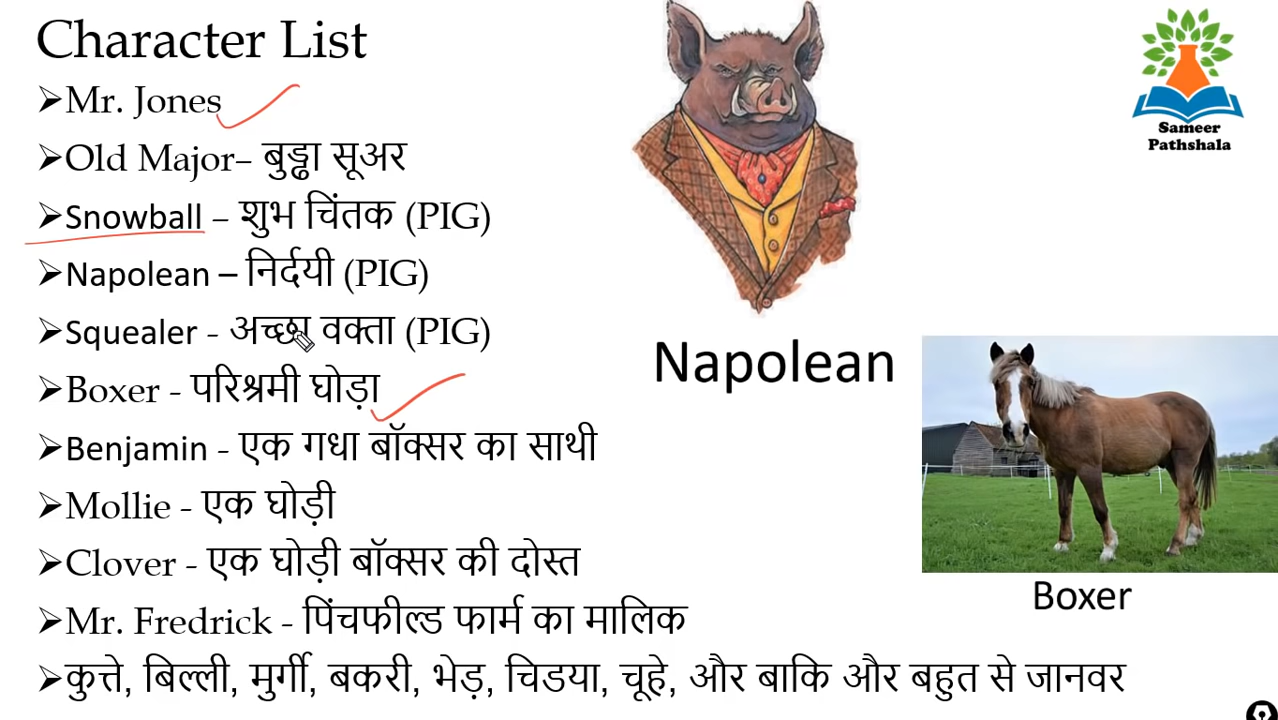 Character List
➢Mr. Jones
➢Old Major– बुड्ढा सूअर
➢Snowball – शुभ चिंतक (PIG)
➢Napolean – निर्दयी (PIG)
➢Squealer - अच्छा वक्ता (PIG)
➢Boxer - परिश्रमी घोड़ा
➢Benjamin - एक गधा बॉक्सर का साथी
➢Mollie - एक घोड़ी
➢Clover - एक घोड़ी बॉक्सर की दोस्त
➢Mr. Fredrick - पिंचफील्ड फार्म का मालिक
➢कुत्ते, बिल्ली, मुर्गी, बकरी, भेड़, चिडया, चूहे, और बाकि और बहुत से जानवर
Napolean
Boxer
Sameer
Pathshala